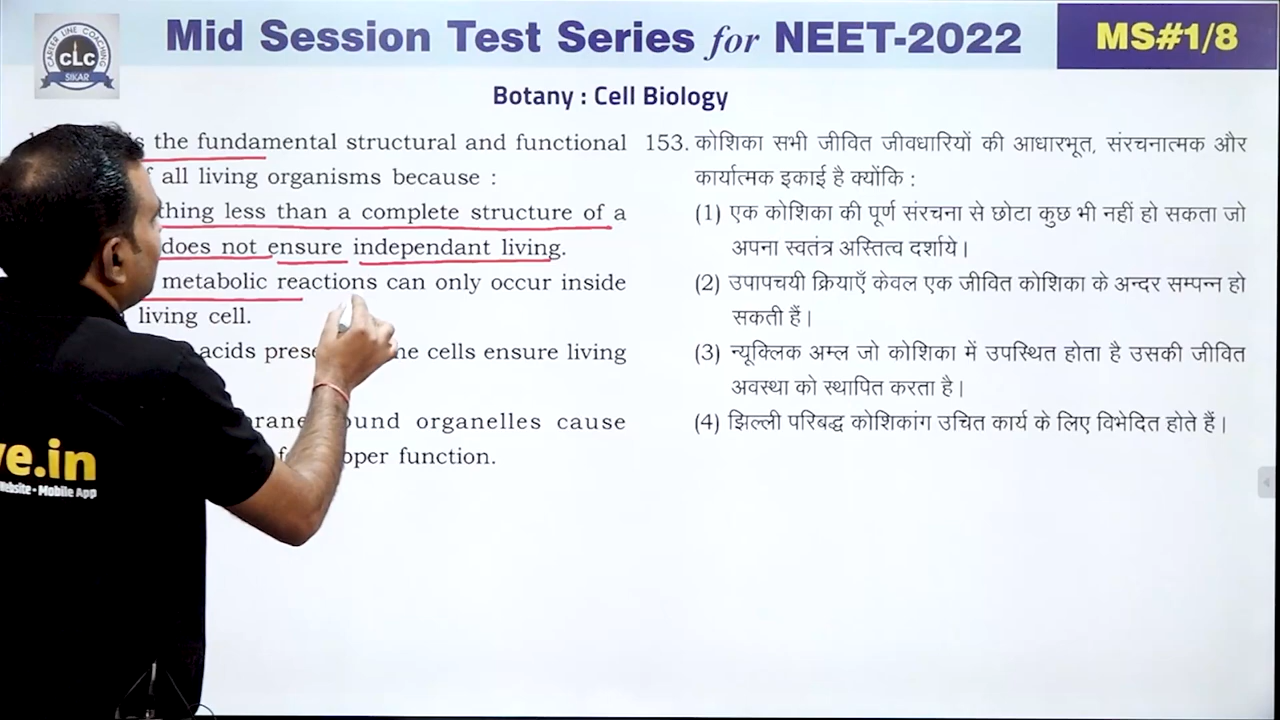 CAREER LINE COACHING
CLC
SIKAR
Mid Session Test Series for NEET-2022
MS#1/8
Botany : Cell Biology
is the fundamental structural and functional
all living organisms because :
thing less than a complete structure of a
does not ensure independant living.
metabolic reactions can only occur inside
living cell.
acids cells ensure living
organelles cause
function.
153. कोशिका सभी जीवित जीवधारियों की आधारभूत, संरचनात्मक और
कार्यात्मक इकाई है क्योंकि :
(1) एक कोशिका की पूर्ण संरचना से छोटा कुछ भी नहीं हो सकता जो
अपना स्वतंत्र अस्तित्व दर्शाये।
(2) उपापचयी क्रियाएँ केवल एक जीवित कोशिका के अन्दर सम्पन्न हो
सकती हैं।
(3) न्यूक्लिक अम्ल जो कोशिका में उपस्थित होता है उसकी जीवित
अवस्था को स्थापित करता है।
(4) झिल्ली परिबद्ध कोशिकांग उचित कार्य के लिए विभेदित होते हैं।
ve.in
Website • Mobile App